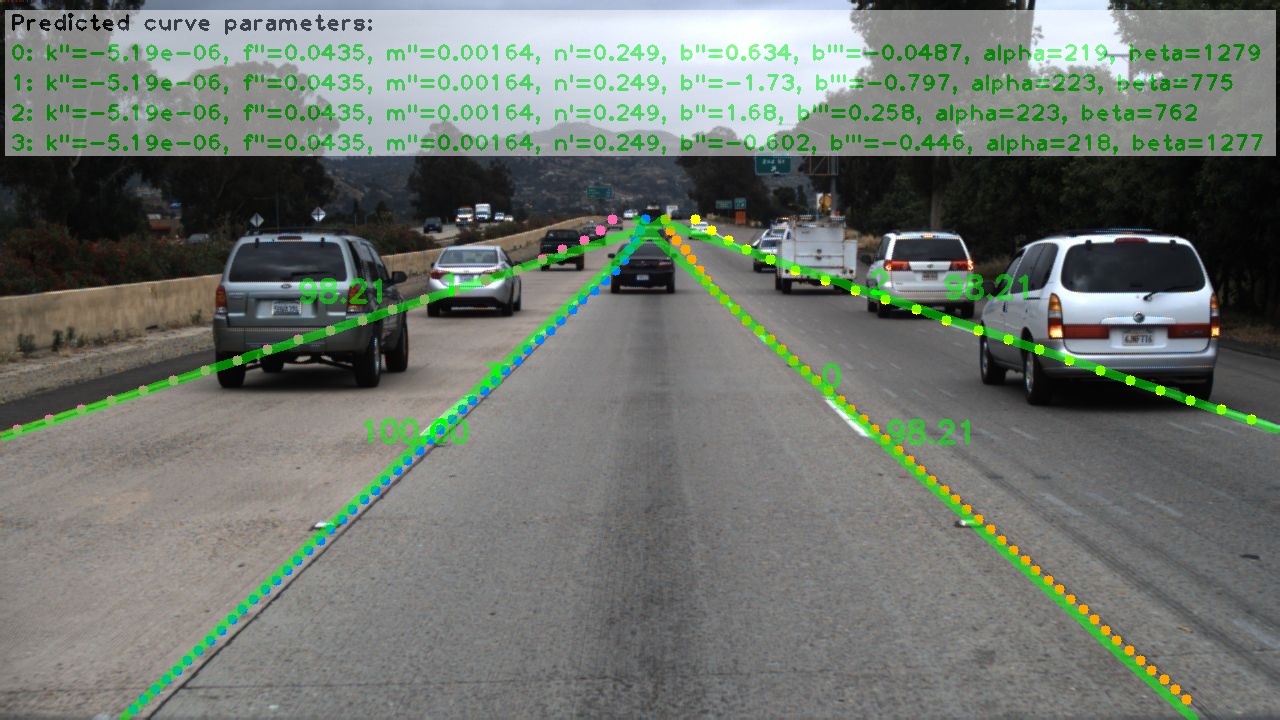 Predicted curve parameters:
0: k''=-5.19e-06, f''=0.0435, m''=0.00164, n'=0.249, b''=0.634, b'''=-0.0487, alpha=219, beta=1279
1: k''=-5.19e-06, f''=0.0435, m''=0.00164, n'=0.249, b''=-1.73, b'''=-0.797, alpha=223, beta=775
2: k''=-5.19e-06, f''=0.0435, m''=0.00164, n'=0.249, b''=1.68, b'''=0.258, alpha=223, beta=762
3: k''=-5.19e-06, f''=0.0435, m''=0.00164, n'=0.249, b''=-0.602, b'''=-0.446, alpha=218, beta=1277
98.21
98.21
0
100.00
98.21